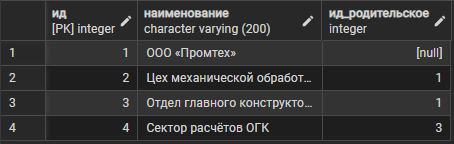 ид наименование ид_родительское
[PK] integer character varying (200) integer
1 1 ООО «Промтех» [null]
2 2 Цех механической обработ... 1
3 3 Отдел главного конструкто... 1
4 4 Сектор расчётов ОГК 3